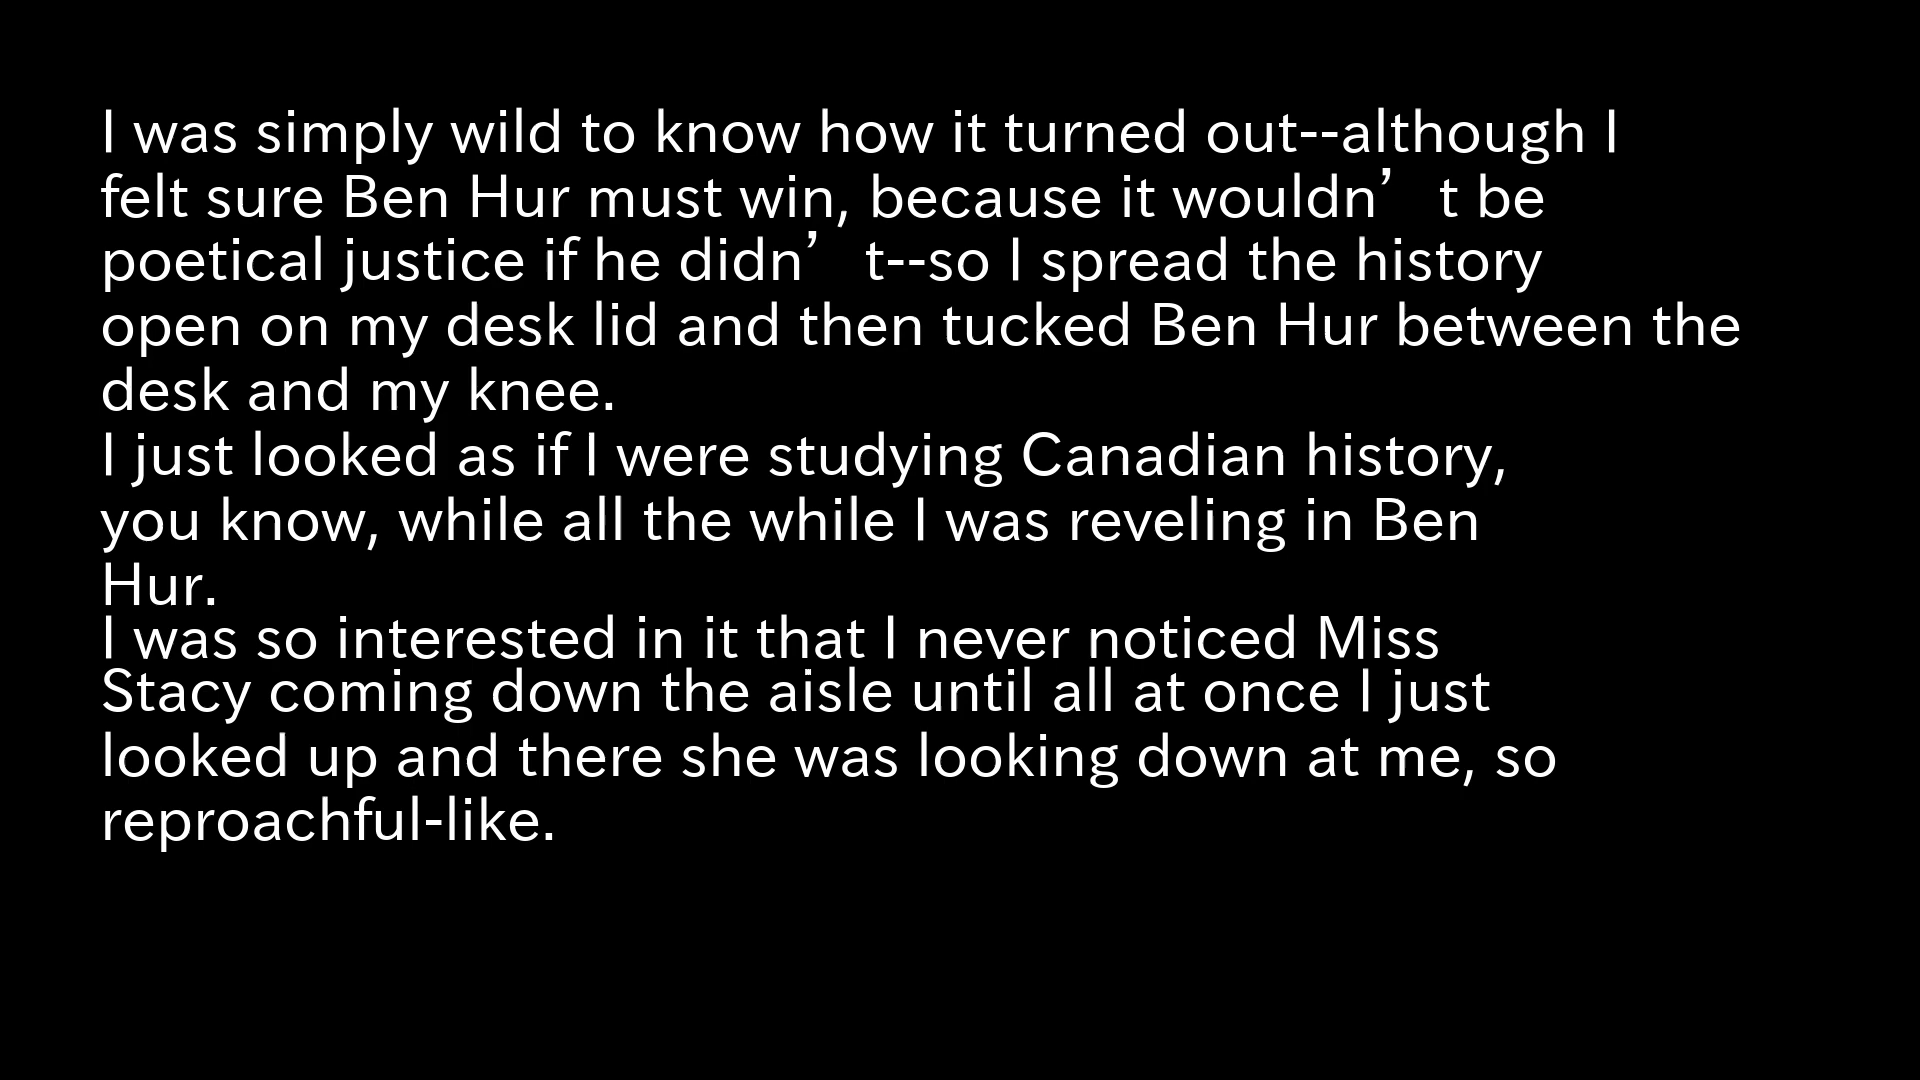 I was simply wild to know how it turned out--although I
felt sure Ben Hur must win, because it wouldn’t be
poetical justice if he didn’t--so I spread the history
open on my desk lid and then tucked Ben Hur between the
desk and my knee.
I just looked as if I were studying Canadian history,
you know, while all the while I was reveling in Ben
Hur.
I was so interested in it that I never noticed Miss
Stacy coming down the aisle until all at once I just
looked up and there she was looking down at me, so
reproachful-like.